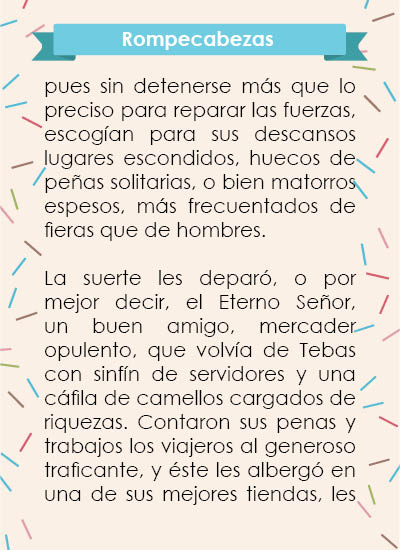 Rompecabezas
pues sin detenerse más que lo
preciso para reparar las fuerzas,
escogían para sus descansos
lugares escondidos, huecos de
peñas solitarias, o bien matorros
espesos, más frecuentados de
fieras que de hombres.
La suerte les deparó, o por
mejor decir, el Eterno Señor,
un buen amigo, mercader
opulento, que volvía de Tebas
con sinfín de servidores y una
cáfila de camellos cargados de
riquezas. Contaron sus penas y
trabajos los viajeros al generoso
traficante, y éste les albergó en
una de sus mejores tiendas, les